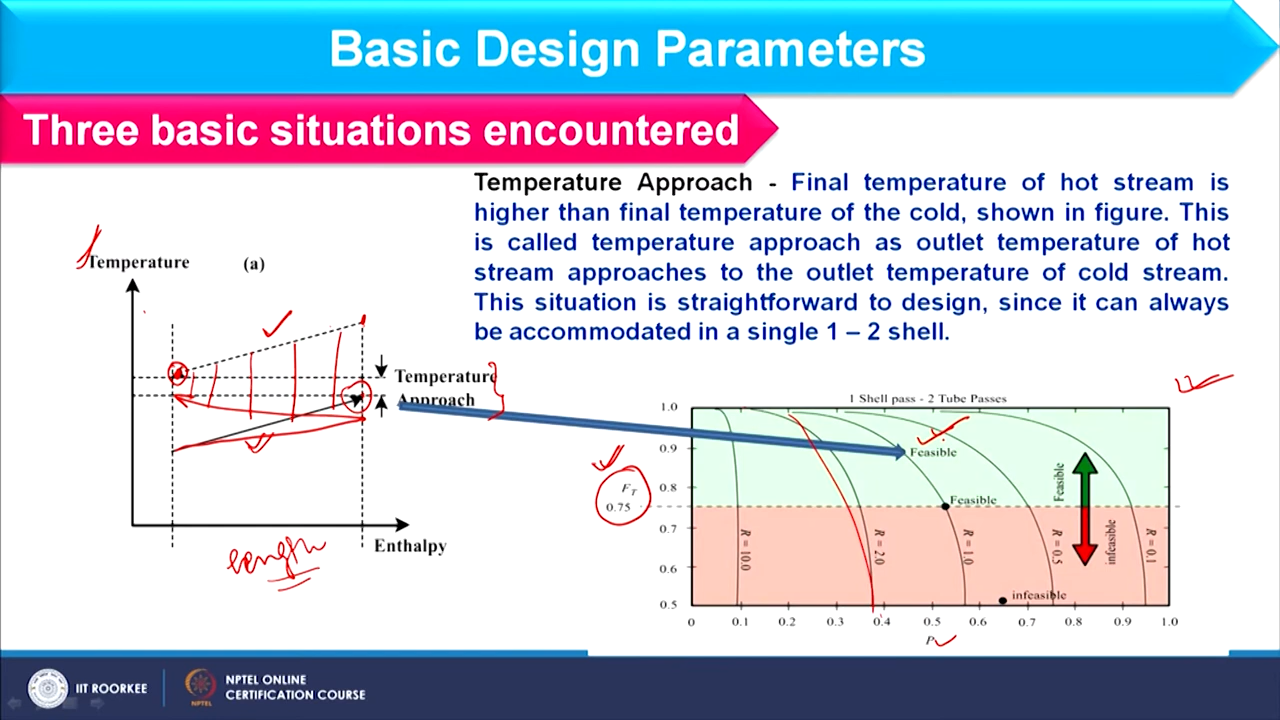 Basic Design Parameters
Three basic situations encountered
Temperature Approach - Final temperature of hot stream is
higher than final temperature of the cold, shown in figure. This
is called temperature approach as outlet temperature of hot
stream approaches to the outlet temperature of cold stream.
This situation is straightforward to design, since it can always
be accommodated in a single 1 – 2 shell.
Temperature
(a)
Temperature
Approach
Enthalpy
length
1 Shell pass - 2 Tube Passes
1.0
0.9
0.8
0.7
0.6
0.5
F_T
0.75
Feasible
Feasible
infeasible
Feasible
infeasible
R = 10.0
R = 2.0
R = 1.0
R = 0.5
R = 0.1
0
0.1
0.2
0.3
0.4
0.5
0.6
0.7
0.8
0.9
1.0
P
IIT ROORKEE
NPTEL
NPTEL ONLINE
CERTIFICATION COURSE